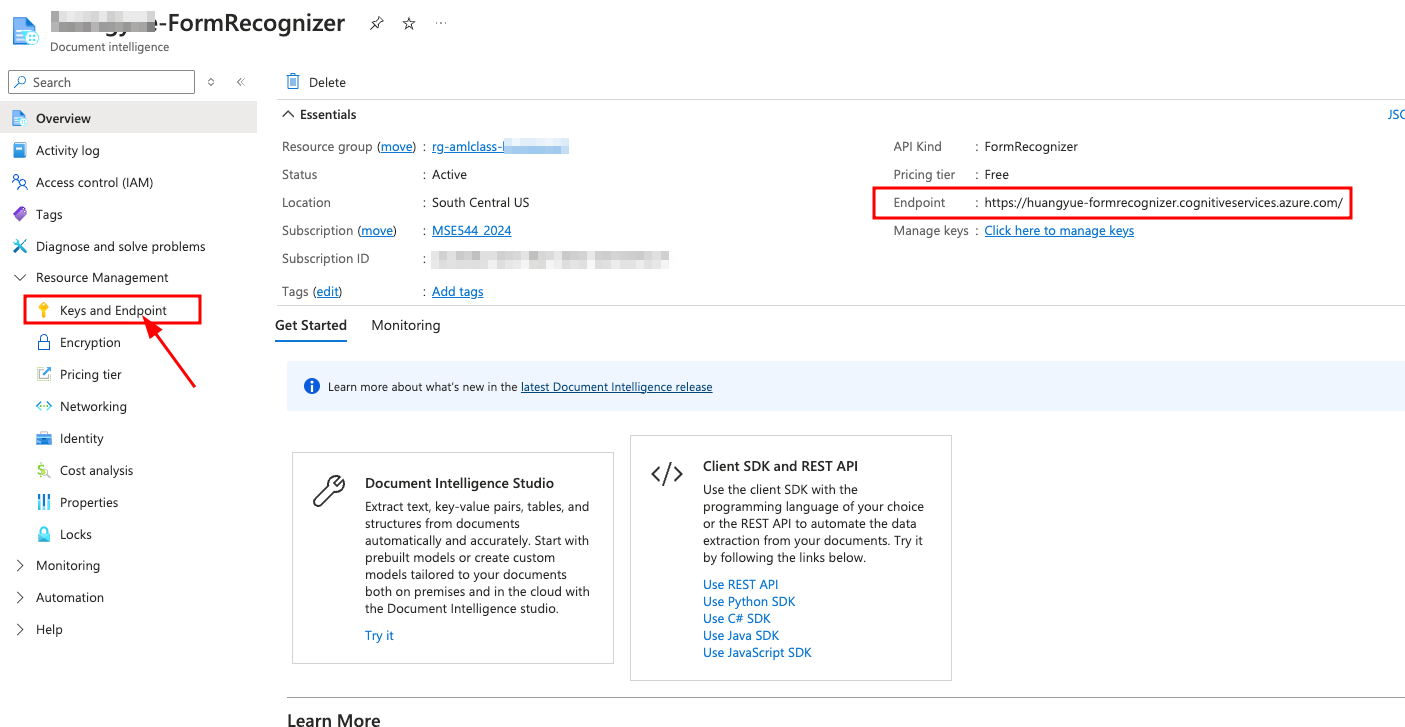 -FormRecognizer
Document intelligence
Search
Delete
Overview
Activity log
Access control (IAM)
Tags
Diagnose and solve problems
Resource Management
Keys and Endpoint
Encryption
Pricing tier
Networking
Identity
Cost analysis
Properties
Locks
Monitoring
Automation
Help
Essentials
JSO
Resource group (move) : rg-amlclass-
Status : Active
Location : South Central US
Subscription (move) : MSE544_2024
Subscription ID :
Tags (edit) : Add tags
API Kind : FormRecognizer
Pricing tier : Free
Endpoint : https://huangyue-formrecognizer.cognitiveservices.azure.com/
Manage keys : Click here to manage keys
Get Started Monitoring
Learn more about what's new in the latest Document Intelligence release
Document Intelligence Studio
Extract text, key-value pairs, tables, and
structures from documents
automatically and accurately. Start with
prebuilt models or create custom
models tailored to your documents
both on premises and in the cloud with
the Document Intelligence studio.
Try it
Client SDK and REST API
Use the client SDK with the
programming language of your choice
or the REST API to automate the data
extraction from your documents. Try it
by following the links below.
Use REST API
Use Python SDK
Use C# SDK
Use Java SDK
Use JavaScript SDK
Learn More